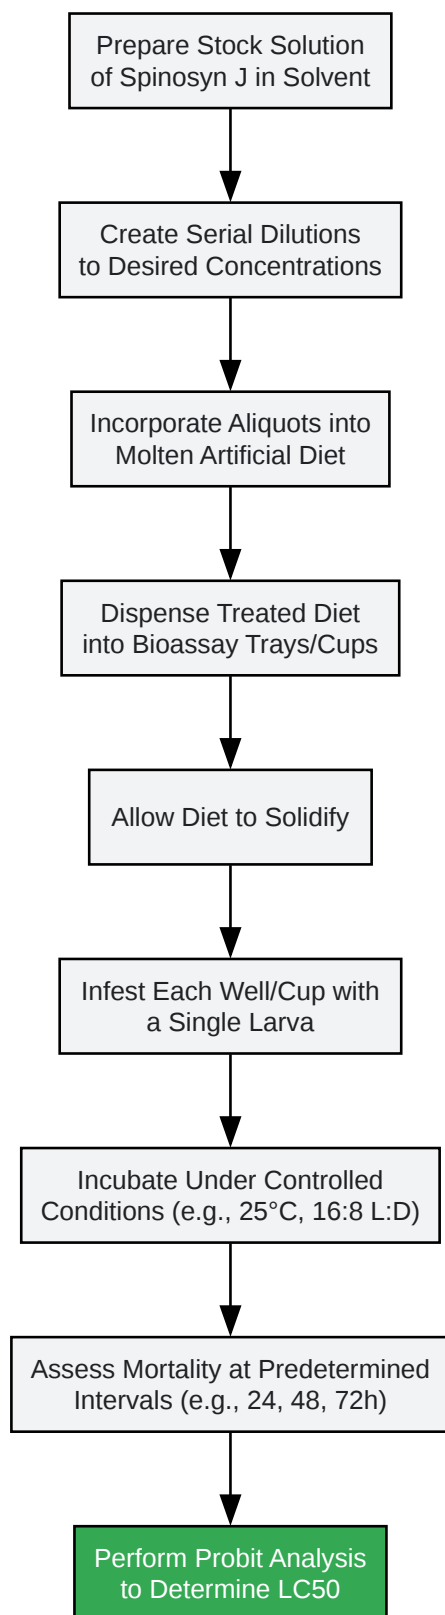 Prepare Stock Solution
of Spinosyn J in Solvent
Create Serial Dilutions
to Desired Concentrations
Incorporate Aliquots into
Molten Artificial Diet
Dispense Treated Diet
into Bioassay Trays/Cups
Allow Diet to Solidify
Infest Each Well/Cup with
a Single Larva
Incubate Under Controlled
Conditions (e.g., 25°C, 16:8 L:D)
Assess Mortality at Predetermined
Intervals (e.g., 24, 48, 72h)
Perform Probit Analysis
to Determine LC50